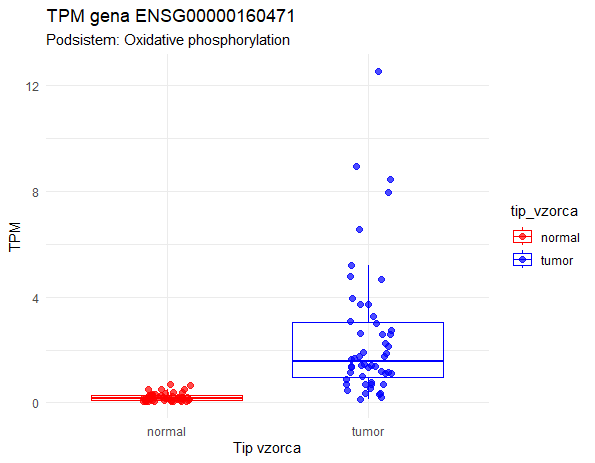 TPM gena ENSG00000160471
Podsistem: Oxidative phosphorylation
12
8
4
0
TPM
normal
tumor
Tip vzorca
tip_vzorca
normal
tumor